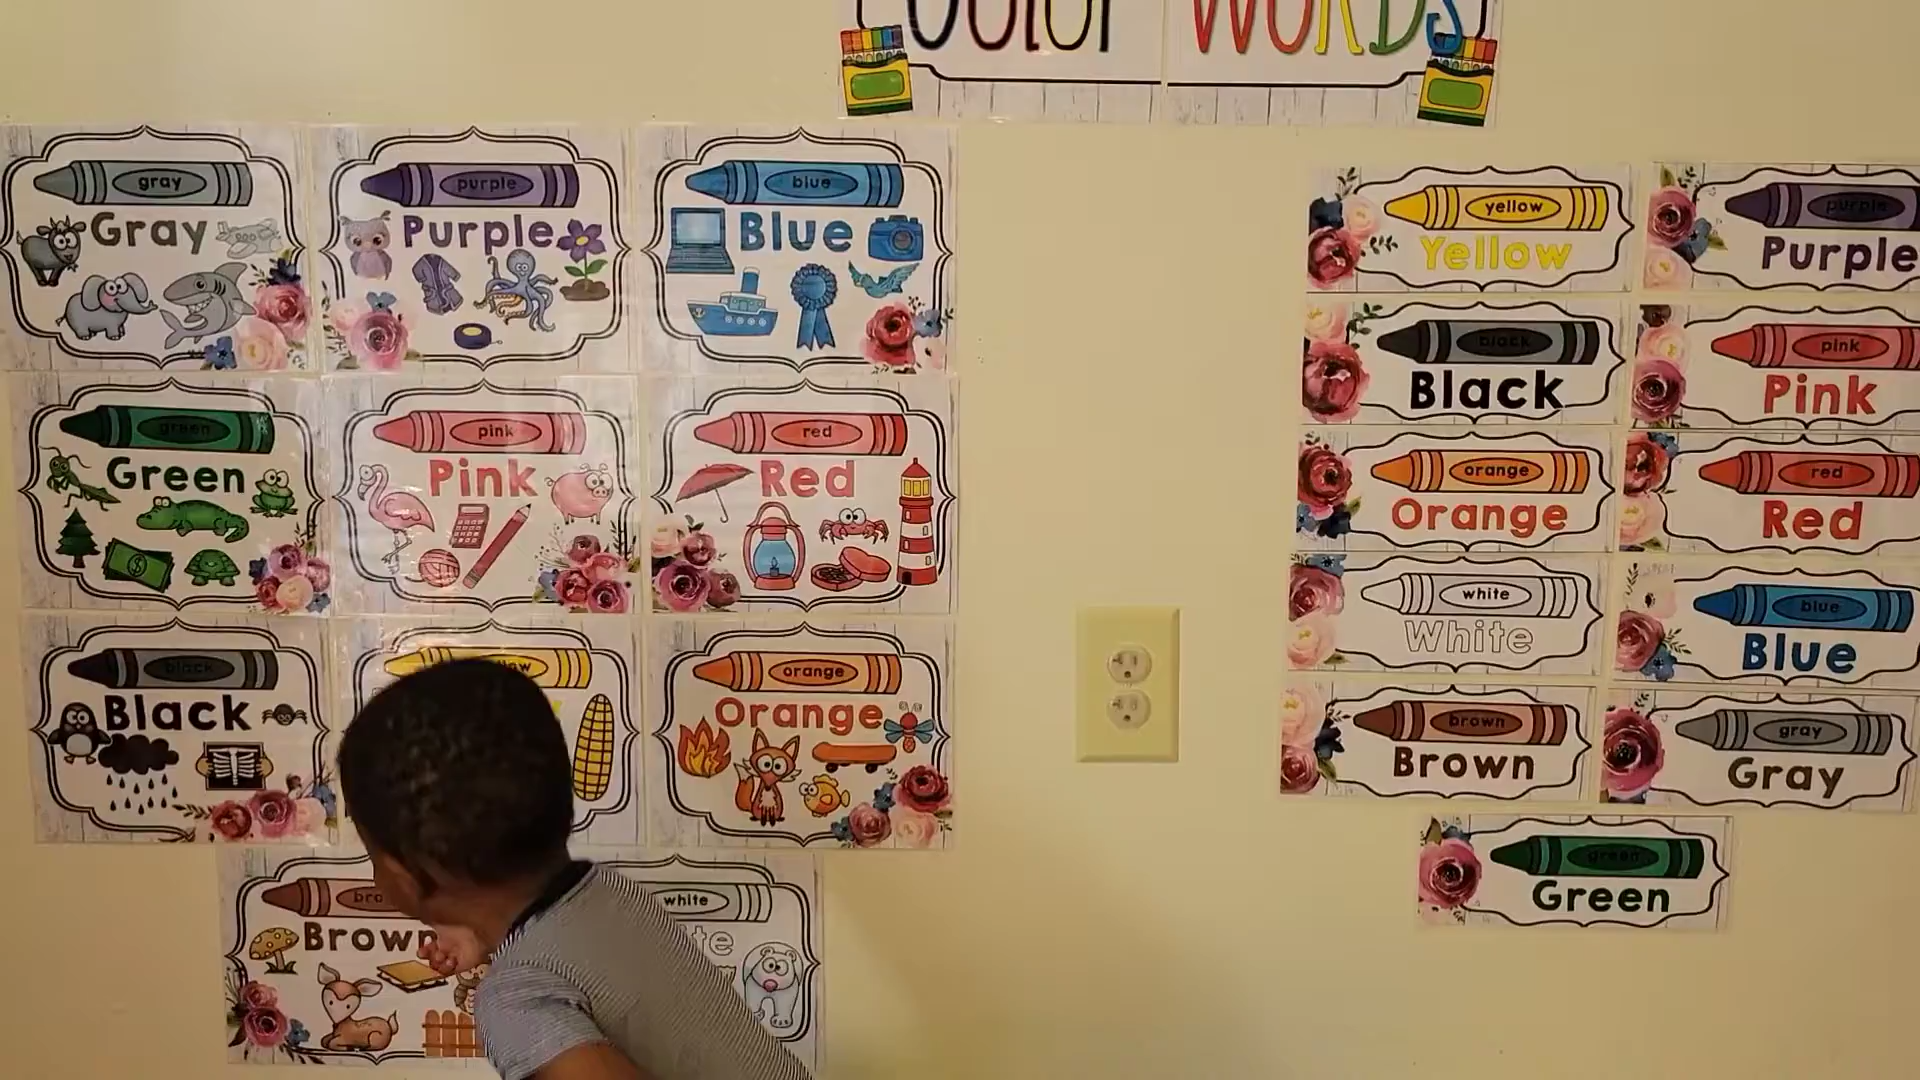 Color Words
gray
Gray
purple
Purple
blue
Blue
green
Green
pink
Pink
red
Red
black
Black
orange
Orange
Brown
white
yellow
Yellow
purple
Purple
black
Black
pink
Pink
orange
Orange
red
Red
white
White
blue
Blue
brown
Brown
gray
Gray
green
Green